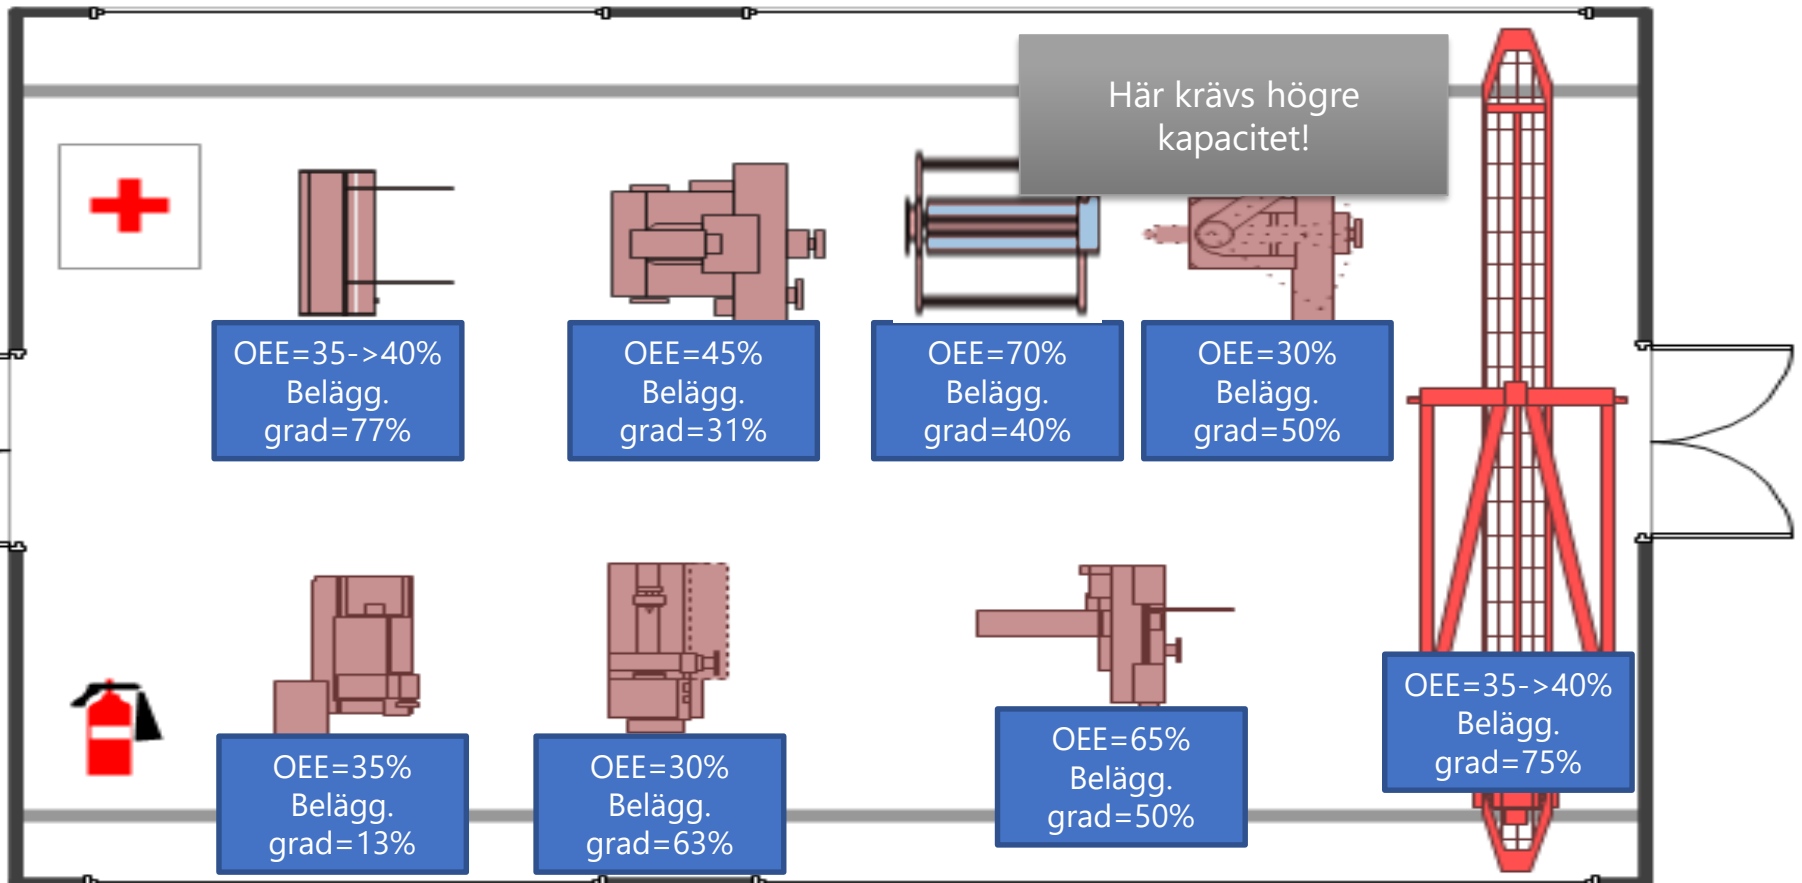 Här krävs högre
kapacitet!
OEE=35->40%
Belägg.
grad=77%
OEE=45%
Belägg.
grad=31%
OEE=70%
Belägg.
grad=40%
OEE=30%
Belägg.
grad=50%
OEE=35%
Belägg.
grad=13%
OEE=30%
Belägg.
grad=63%
OEE=65%
Belägg.
grad=50%
OEE=35->40%
Belägg.
grad=75%